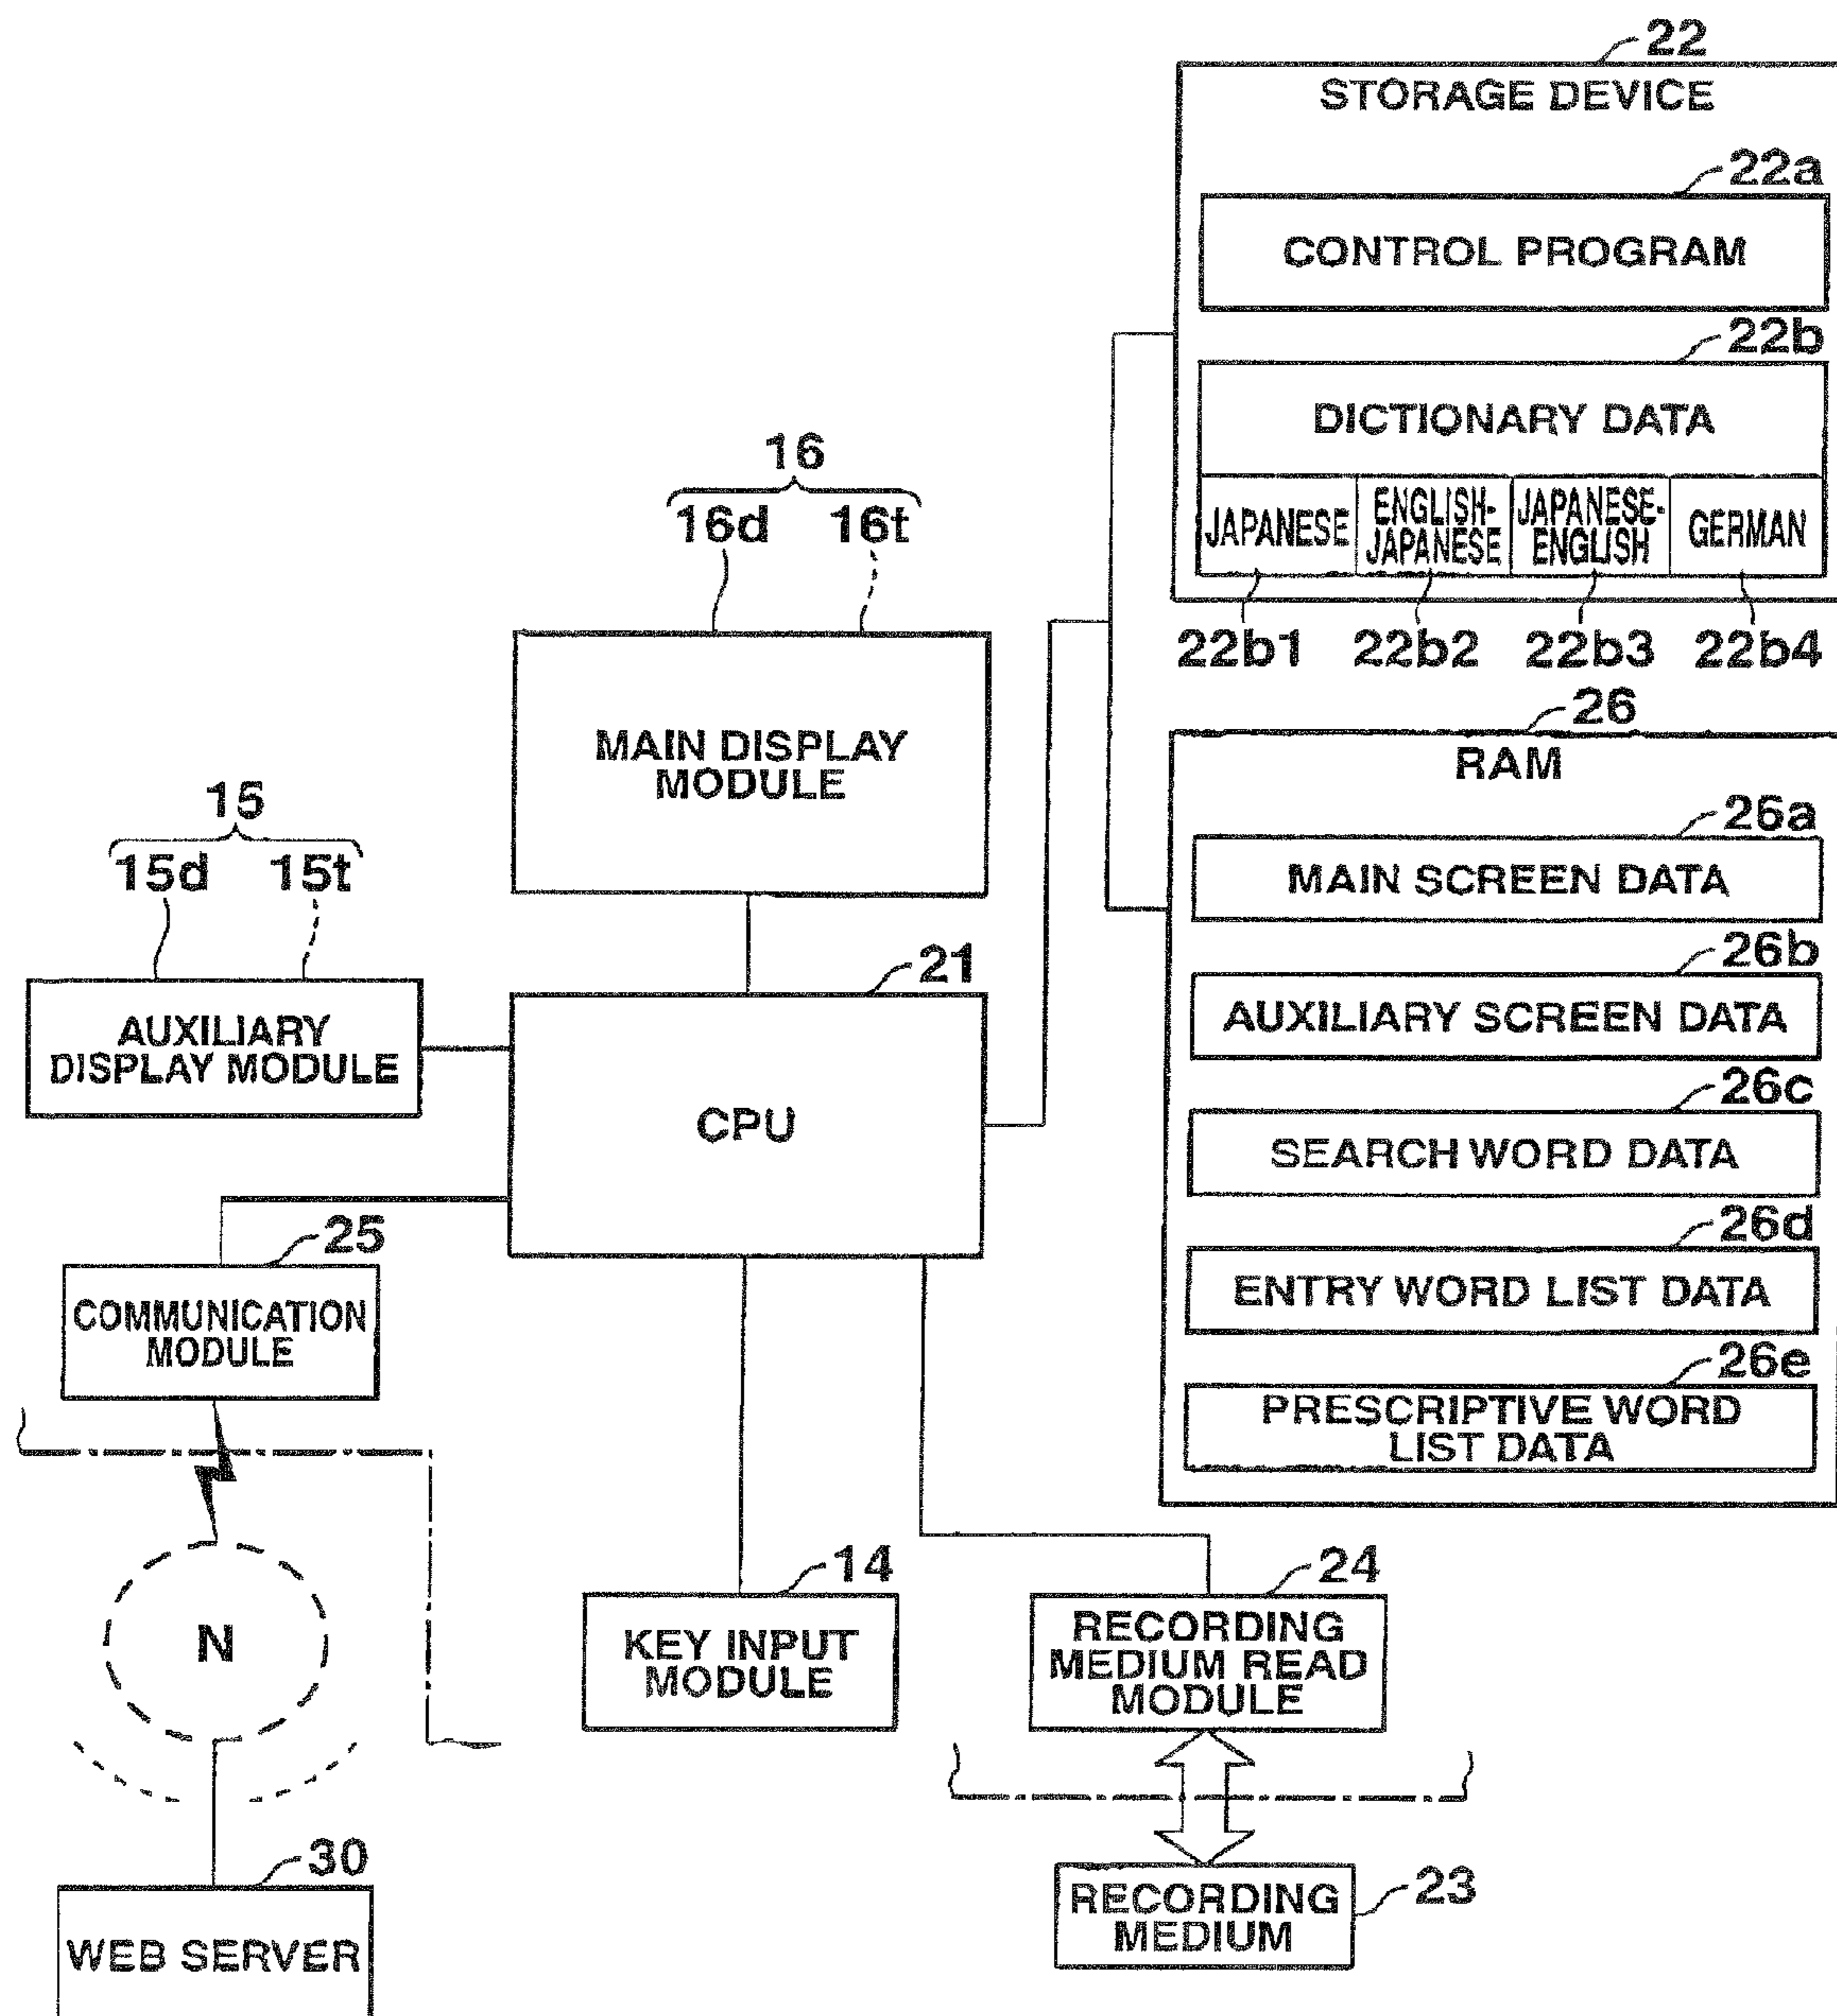 22
STORAGE DEVICE
22a
CONTROL PROGRAM
22b
DICTIONARY DATA
JAPANESE
ENGLISH-
JAPANESE
JAPANESE-
ENGLISH
GERMAN
22b1 22b2 22b3 22b4
16
16d 16t
MAIN DISPLAY
MODULE
15
15d 15t
AUXILIARY
DISPLAY MODULE
21
CPU
26
RAM
26a
MAIN SCREEN DATA
26b
AUXILIARY SCREEN DATA
26c
SEARCH WORD DATA
26d
ENTRY WORD LIST DATA
26e
PRESCRIPTIVE WORD
LIST DATA
25
COMMUNICATION
MODULE
N
30
WEB SERVER
14
KEY INPUT
MODULE
24
RECORDING
MEDIUM READ
MODULE
23
RECORDING
MEDIUM